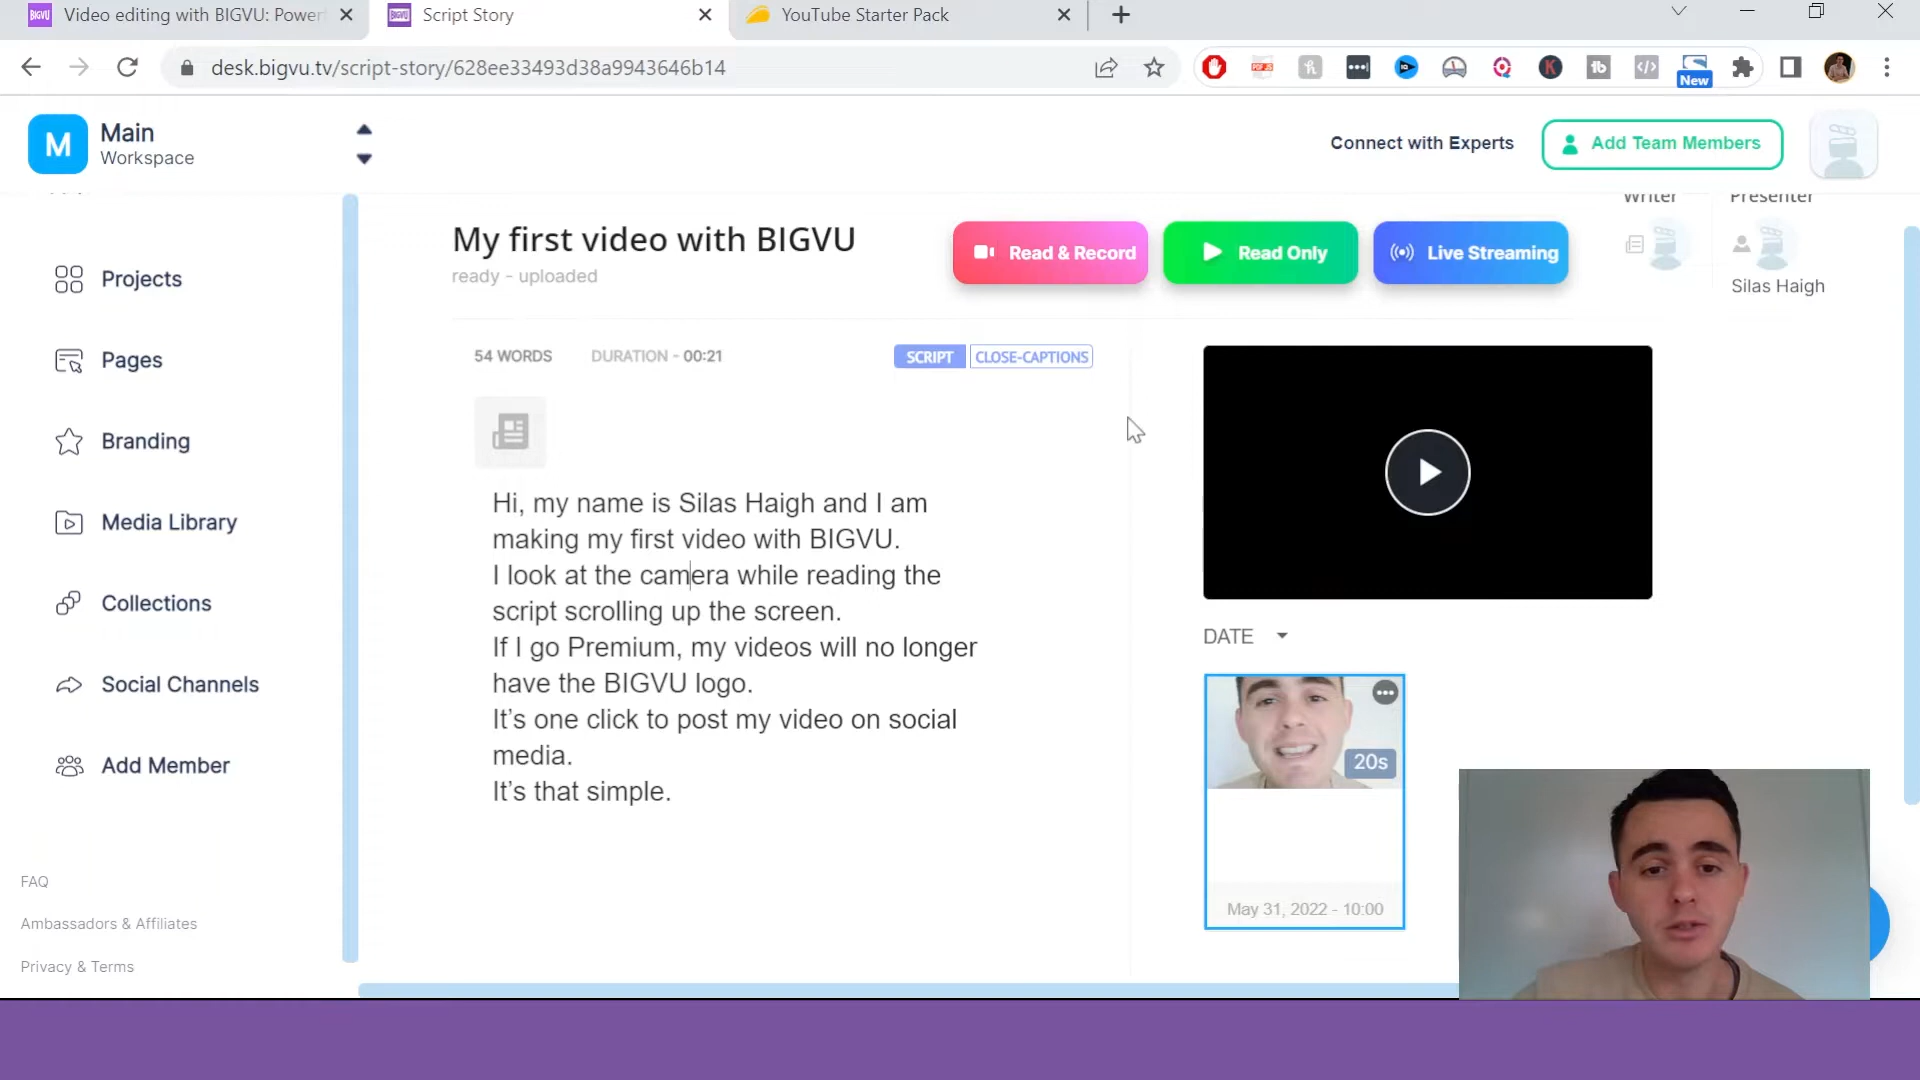 BIGVU Video editing with BIGVU: Power
BIGVU Script Story
YouTube Starter Pack
desk.bigvu.tv/script-story/628ee33493d38a9943646b14
New
M
Main
Workspace
Connect with Experts
Add Team Members
Projects
Pages
Branding
Media Library
Collections
Social Channels
Add Member
FAQ
Ambassadors & Affiliates
Privacy & Terms
My first video with BIGVU
ready - uploaded
Read & Record
Read Only
Live Streaming
Writer
Presenter
Silas Haigh
54 WORDS
DURATION - 00:21
SCRIPT
CLOSE-CAPTIONS
Hi, my name is Silas Haigh and I am
making my first video with BIGVU.
I look at the camera while reading the
script scrolling up the screen.
If I go Premium, my videos will no longer
have the BIGVU logo.
It’s one click to post my video on social
media.
It’s that simple.
DATE
20s
May 31, 2022 - 10:00